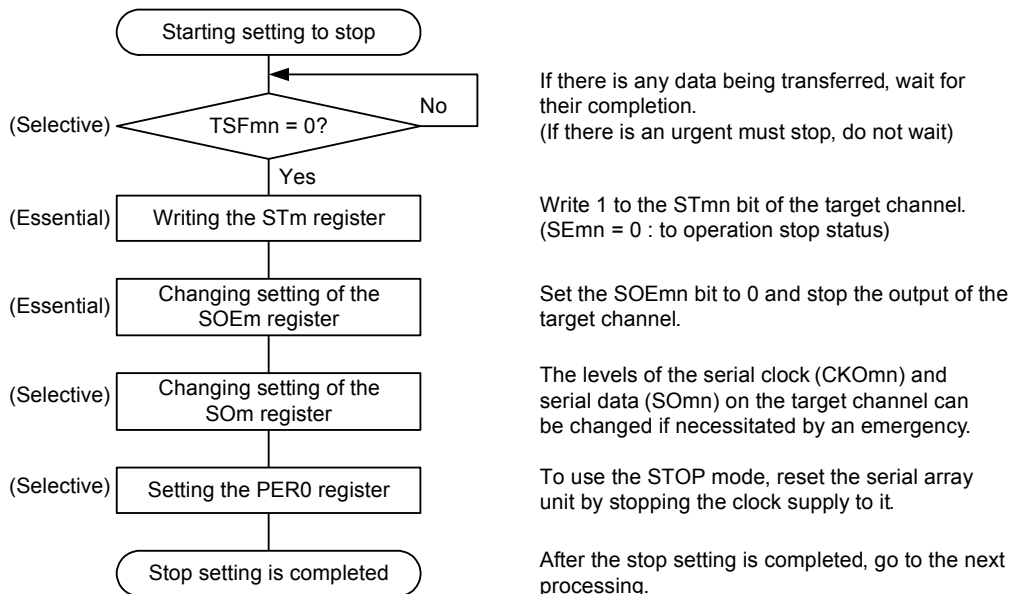 Starting setting to stop
If there is any data being transferred, wait for
their completion.
(If there is an urgent must stop, do not wait)
(Selective)
TSFmn = 0?
No
Yes
(Essential)
Writing the STm register
Write 1 to the STmn bit of the target channel.
(SEmn = 0 : to operation stop status)
(Essential)
Changing setting of the
SOEm register
Set the SOEmn bit to 0 and stop the output of the
target channel.
(Selective)
Changing setting of the
SOm register
The levels of the serial clock (CKOmn) and
serial data (SOmn) on the target channel can
be changed if necessitated by an emergency.
(Selective)
Setting the PER0 register
To use the STOP mode, reset the serial array
unit by stopping the clock supply to it.
Stop setting is completed
After the stop setting is completed, go to the next
processing.